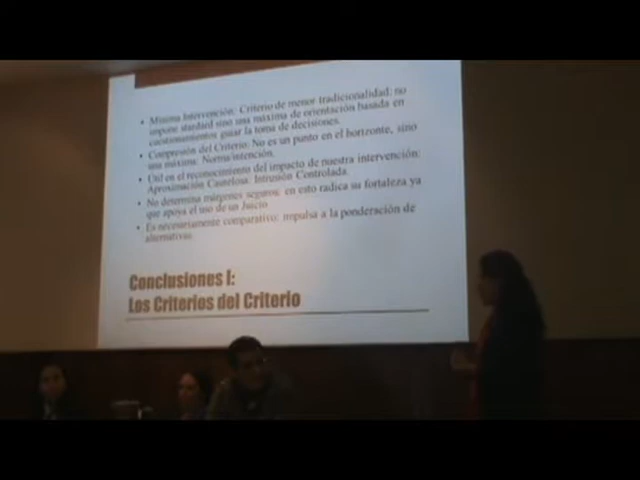 • Mínima Intervención: Criterio de menor tradicionalidad: no
impone standard sino una máxima de orientación basada en
cuestionamientos guiar la toma de decisiones.
• Compresión del Criterio: No es un punto en el horizonte, sino
una máxima. Norma/intención.
• Útil en el reconocimiento del impacto de nuestra intervención:
Aproximación Cautelosa. Intrusión Controlada.
• No determina márgenes seguros: en esto radica su fortaleza ya
que apoya el uso de un Juicio
• Es necesariamente comparativo: impulsa a la ponderación de
alternativas.
Conclusiones I:
Los Criterios del Criterio